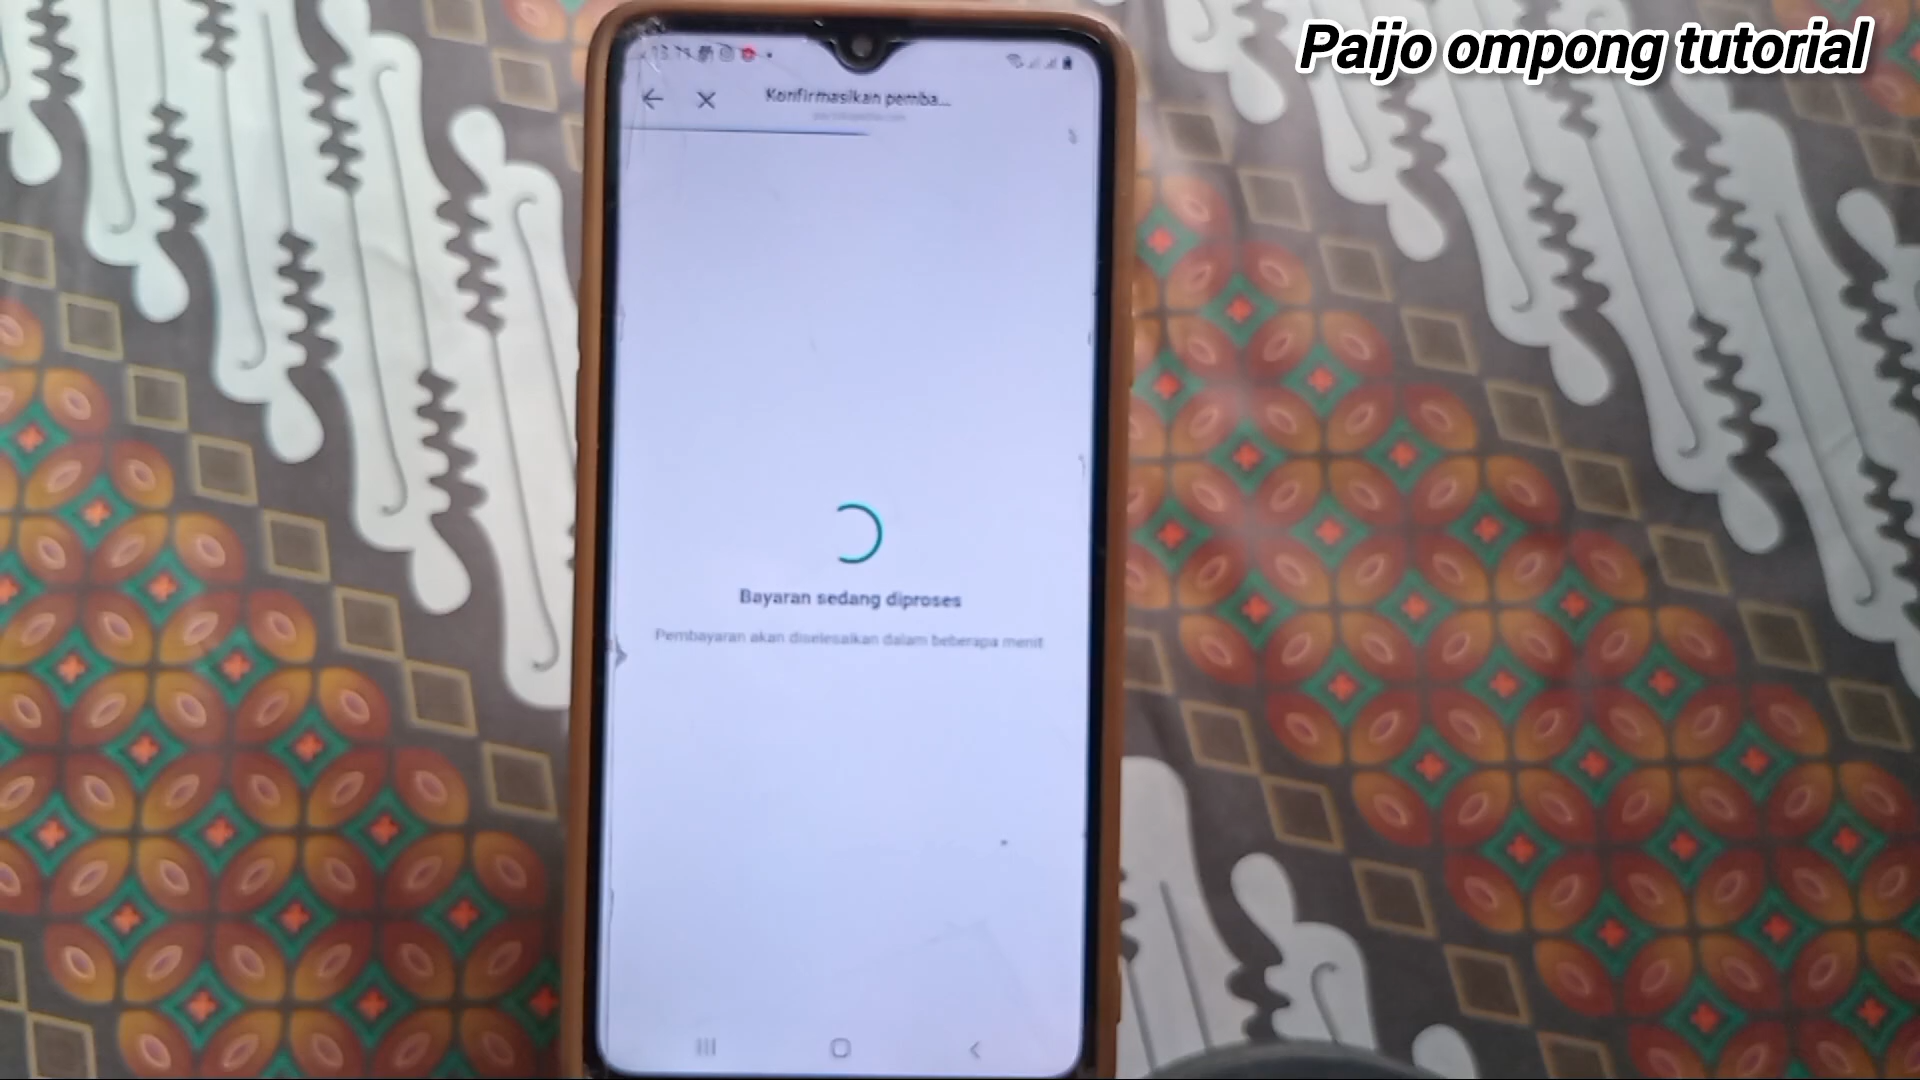 Paijo ompong tutorial
Konfirmasikan pemba...
Bayaran sedang diproses
Pembayaran akan diselesaikan dalam beberapa menit